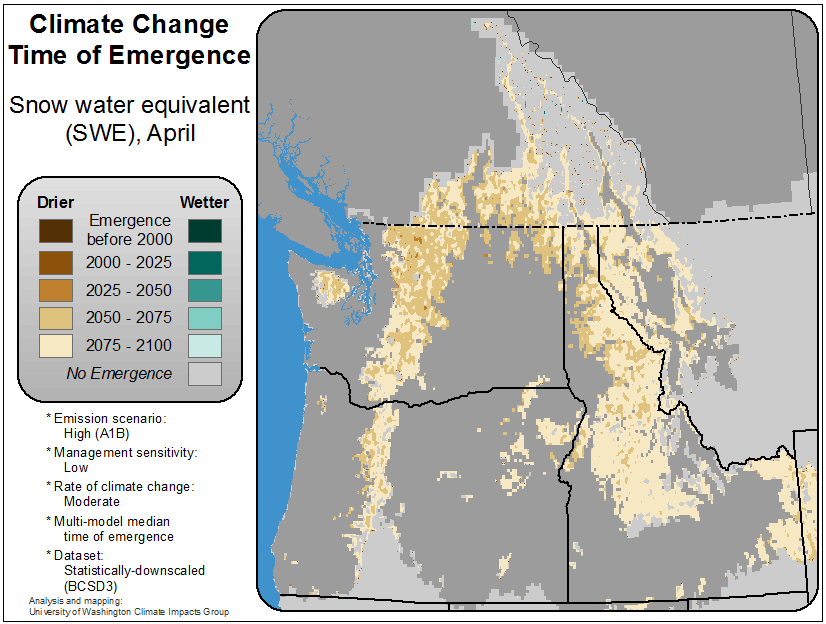 Climate Change
Time of Emergence
Snow water equivalent
(SWE), April
Drier
Wetter
Emergence
before 2000
2000 - 2025
2025 - 2050
2050 - 2075
2075 - 2100
No Emergence
* Emission scenario:
High (A1B)
* Management sensitivity:
Low
* Rate of climate change:
Moderate
* Multi-model median
time of emergence
* Dataset:
Statistically-downscaled
(BCSD3)
Analysis and mapping:
University of Washington Climate Impacts Group